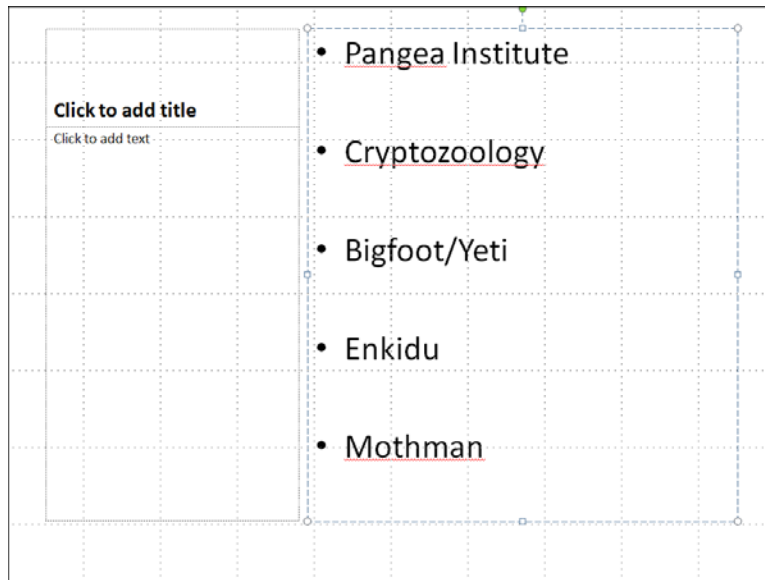 Click to add title
Click to add text
• Pangea Institute
• Cryptozoology
• Bigfoot/Yeti
• Enkidu
• Mothman